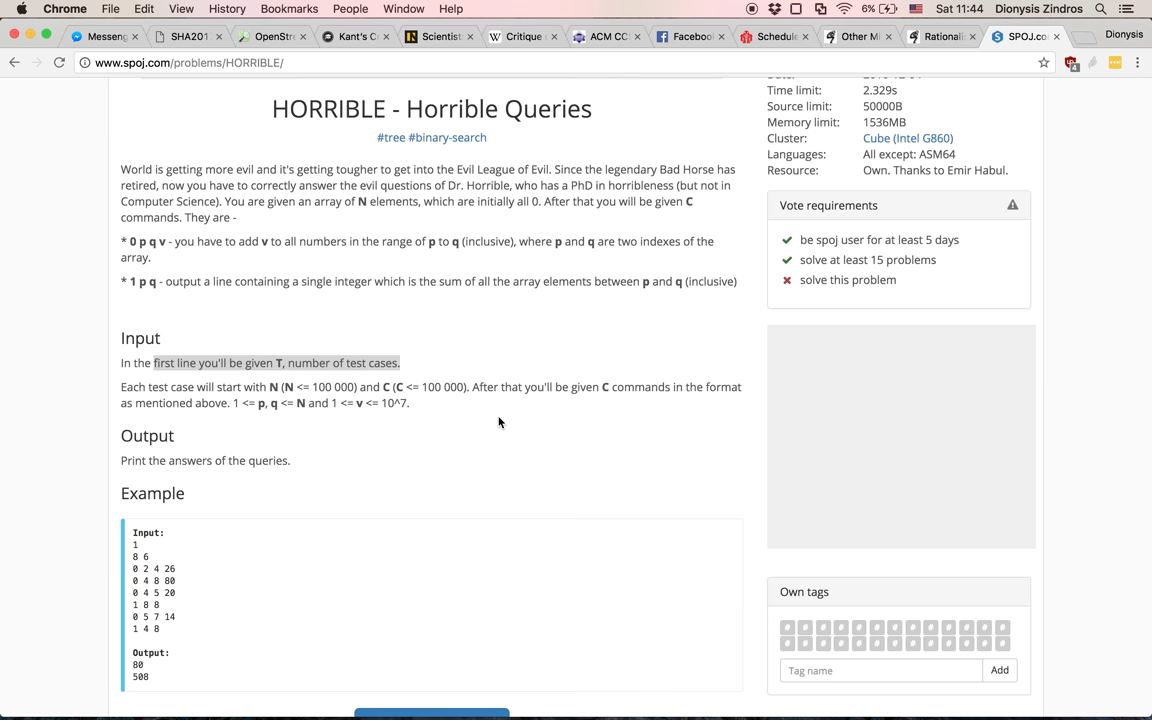 Chrome File Edit View History Bookmarks People Window Help 6% Sat 11:44 Dionysis Zindros
Messeng SHA201 OpenStre Kant's C Scientist Critique ACM CC Faceboo Schedule Other Mi Rationali SPOJ.co Dionysis
www.spoj.com/problems/HORRIBLE/
HORRIBLE - Horrible Queries
#tree #binary-search
World is getting more evil and it's getting tougher to get into the Evil League of Evil. Since the legendary Bad Horse has
retired, now you have to correctly answer the evil questions of Dr. Horrible, who has a PhD in horribleness (but not in
Computer Science). You are given an array of N elements, which are initially all 0. After that you will be given C
commands. They are -
* 0 p q v - you have to add v to all numbers in the range of p to q (inclusive), where p and q are two indexes of the
array.
* 1 p q - output a line containing a single integer which is the sum of all the array elements between p and q (inclusive)
Input
In the first line you'll be given T, number of test cases.
Each test case will start with N (N <= 100 000) and C (C <= 100 000). After that you'll be given C commands in the format
as mentioned above. 1 <= p, q <= N and 1 <= v <= 10^7.
Output
Print the answers of the queries.
Example
Input:
1
8 6
0 2 4 26
0 4 8 80
0 4 5 20
1 8 8
0 5 7 14
1 4 8
Output:
80
508
Time limit: 2.329s
Source limit: 50000B
Memory limit: 1536MB
Cluster: Cube (Intel G860)
Languages: All except: ASM64
Resource: Own. Thanks to Emir Habul.
Vote requirements
be spoj user for at least 5 days
solve at least 15 problems
solve this problem
Own tags
Tag name Add